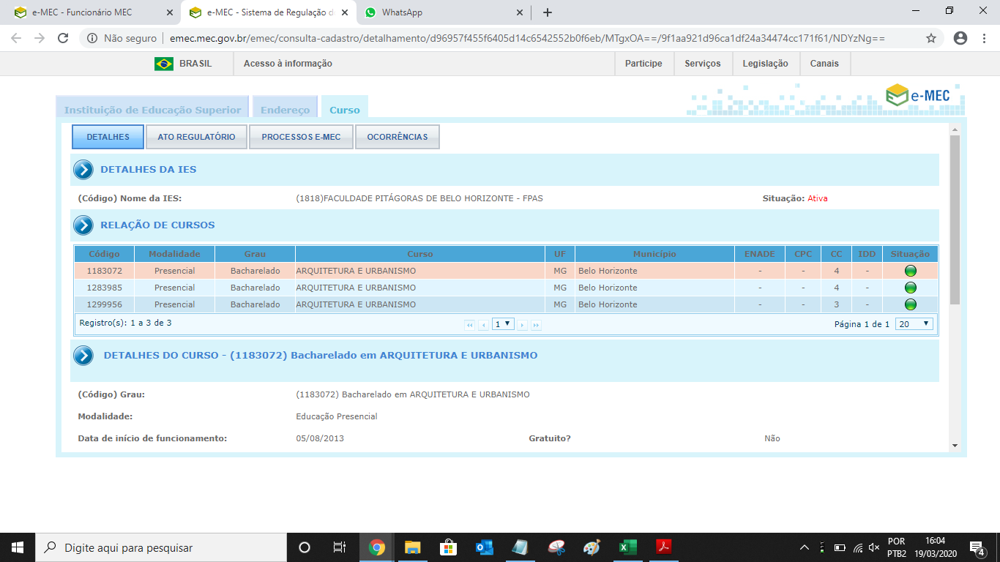 e-MEC - Funcionário MEC
e-MEC - Sistema de Regulação d
WhatsApp
Não seguro
emec.mec.gov.br/emec/consulta-cadastro/detalhamento/d96957f455f6405d14c6542552b0f6eb/MTgxOA==/9f1aa921d96ca1df24a34474cc171f61/NDYzNg==
BRASIL Acesso à informação Participe Serviços Legislação Canais
e-MEC
Instituição de Educação Superior Endereço Curso
DETALHES ATO REGULATÓRIO PROCESSOS E-MEC OCORRÊNCIAS
DETALHES DA IES
(Código) Nome da IES: (1818)FACULDADE PITÁGORAS DE BELO HORIZONTE - FPAS Situação: Ativa
RELAÇÃO DE CURSOS
Código Modalidade Grau Curso UF Município ENADE CPC CC IDD Situação
1183072 Presencial Bacharelado ARQUITETURA E URBANISMO MG Belo Horizonte - - 4 -
1283985 Presencial Bacharelado ARQUITETURA E URBANISMO MG Belo Horizonte - - 4 -
1299956 Presencial Bacharelado ARQUITETURA E URBANISMO MG Belo Horizonte - - 3 -
Registro(s): 1 a 3 de 3 1 Página 1 de 1 20
DETALHES DO CURSO - (1183072) Bacharelado em ARQUITETURA E URBANISMO
(Código) Grau: (1183072) Bacharelado em ARQUITETURA E URBANISMO
Modalidade: Educação Presencial
Data de início de funcionamento: 05/08/2013 Gratuito? Não
Digite aqui para pesquisar
POR
PTB2
16:04
19/03/2020
4